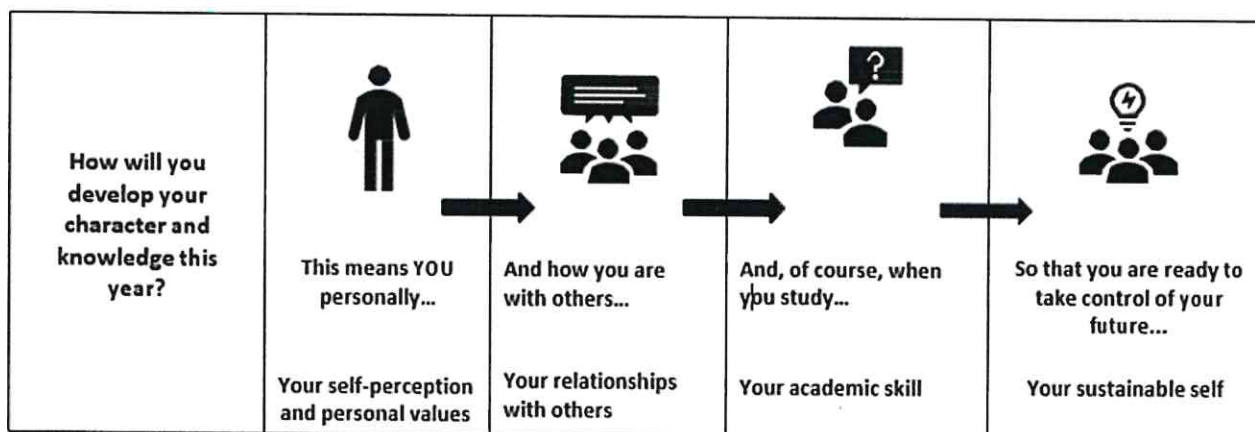 How will you
develop your
character and
knowledge this
year?
?
This means YOU
personally...
Your self-perception
and personal values
And how you are
with others...
Your relationships
with others
And, of course, when
you study...
Your academic skill
So that you are ready to
take control of your
future...
Your sustainable self